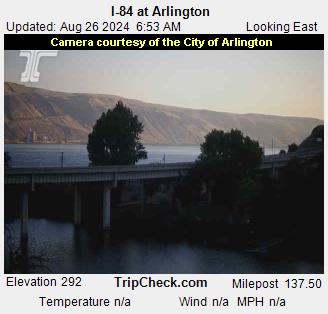 I-84 at Arlington
Updated: Aug 26 2024 6:53 AM Looking East
Camera courtesy of the City of Arlington
Elevation 292 TripCheck.com Milepost 137.50
Temperature n/a Wind n/a MPH n/a